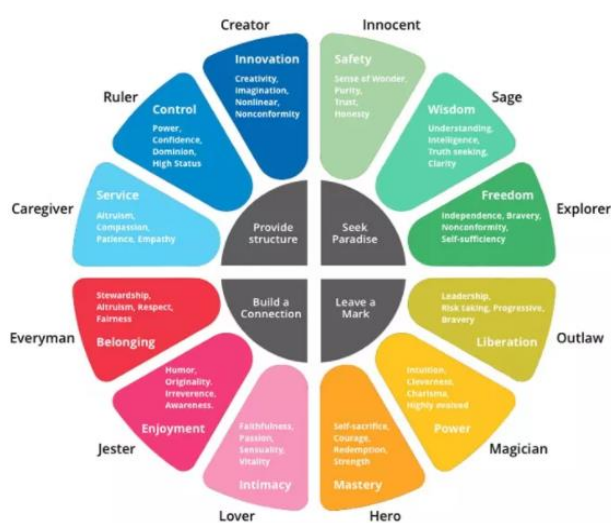 Creator
Innovation
Creativity,
Imagination,
Nonlinear,
Nonconformity
Innocent
Safety
Sense of Wonder,
Purity,
Trust,
Honesty
Sage
Wisdom
Understanding,
Intelligence,
Truth seeking,
Clarity
Explorer
Freedom
Independence, Bravery,
Nonconformity,
Self-sufficiency
Outlaw
Leadership,
Risk taking, Progressive,
Bravery
Liberation
Magician
Intuition,
Cleverness,
Charisma,
Highly evolved
Power
Hero
Self-sacrifice,
Courage,
Redemption,
Strength
Mastery
Lover
Faithfulness,
Passion,
Sensuality,
Vitality
Intimacy
Jester
Humor,
Originality.
Irreverence,
Awareness.
Enjoyment
Everyman
Stewardship,
Altruism, Respect,
Fairness
Belonging
Caregiver
Service
Altruism,
Compassion,
Patience, Empathy
Ruler
Control
Power,
Confidence,
Dominion,
High Status
Provide
structure
Seek
Paradise
Build a
Connection
Leave a
Mark